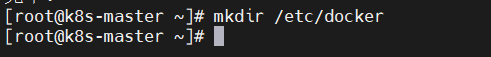 [root@k8s-master ~]# mkdir /etc/docker
[root@k8s-master ~]#